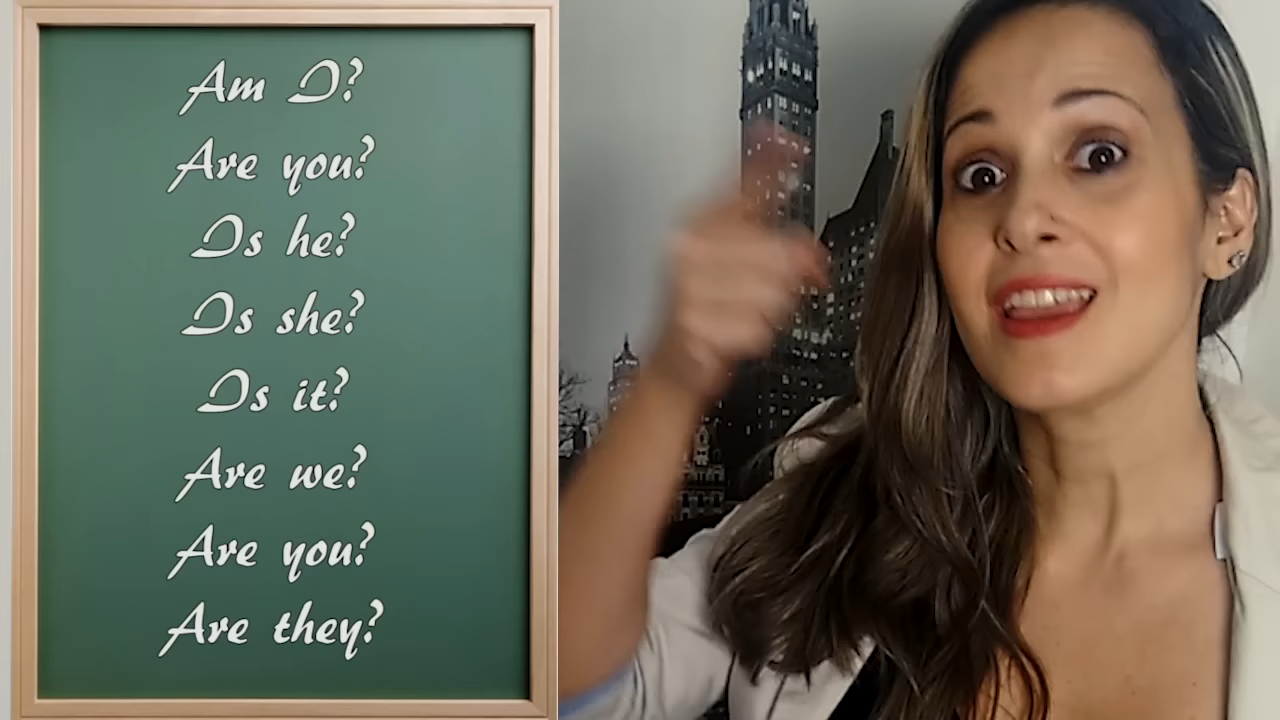 Am I?
Are you?
Is he?
Is she?
Is it?
Are we?
Are you?
Are they?